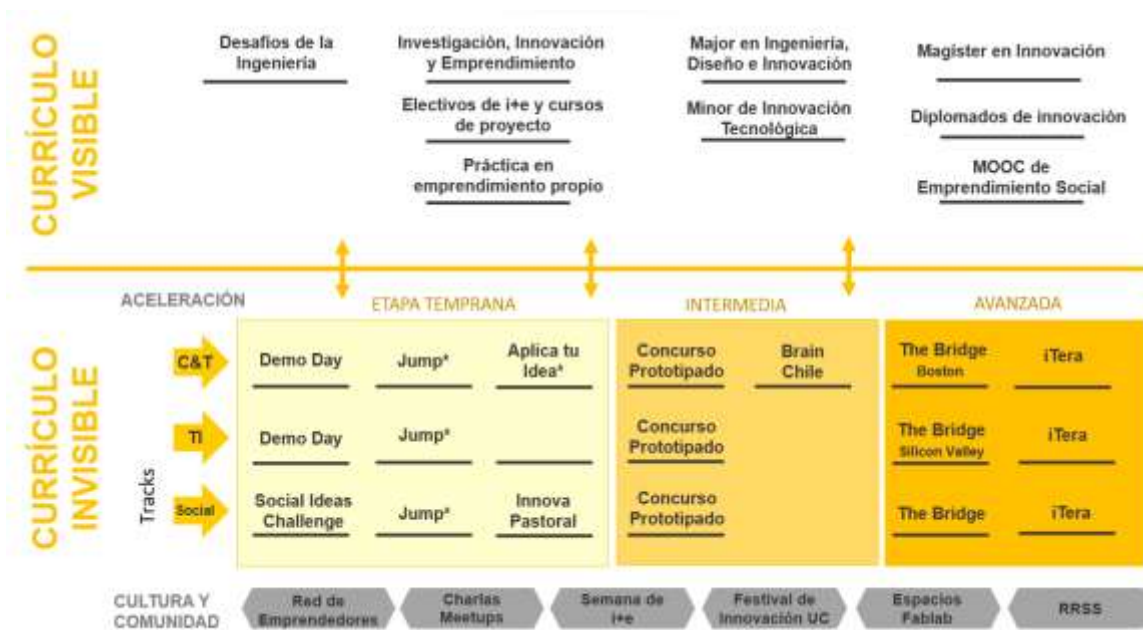 CURRÍCULO
VISIBLE
Desafíos de la
Ingeniería
Investigación, Innovación
y Emprendimiento
Electivos de i+e y cursos
de proyecto
Práctica en
emprendimiento propio
Major en Ingeniería,
Diseño e Innovación
Minor de Innovación
Tecnológica
Magíster en Innovación
Diplomados de innovación
MOOC de
Emprendimiento Social
CURRÍCULO
INVISIBLE
ACELERACIÓN
ETAPA TEMPRANA
INTERMEDIA
AVANZADA
Tracks
C&T
Demo Day
Jump*
Aplica tu
Idea*
Concurso
Prototipado
Brain
Chile
The Bridge
Boston
iTera
TI
Demo Day
Jump*
Concurso
Prototipado
The Bridge
Silicon Valley
iTera
Social
Social Ideas
Challenge
Jump*
Innova
Pastoral
Concurso
Prototipado
The Bridge
iTera
CULTURA Y
COMUNIDAD
Red de
Emprendedores
Charlas
Meetups
Semana de
i+e
Festival de
Innovación UC
Espacios
Fablab
RRSS